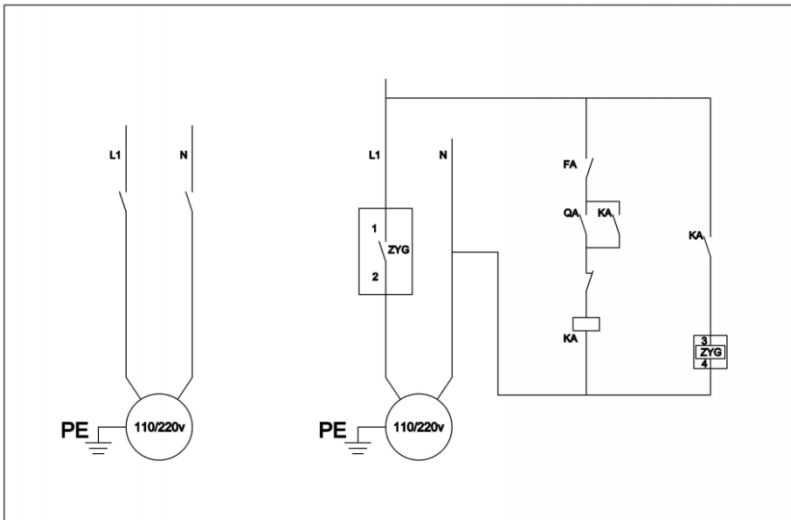 L1
N
PE
110/220v
L1
N
1
ZYG
2
PE
110/220v
FA
QA
KA
KA
KA
3
ZYG
4